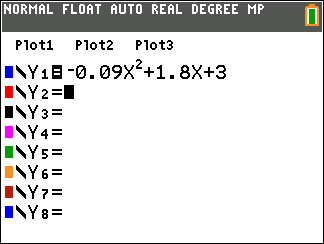 NORMAL FLOAT AUTO REAL DEGREE MP
Plot1 Plot2 Plot3
\Y₁=-0.09X²+1.8X+3
\Y₂=
\Y₃=
\Y₄=
\Y₅=
\Y₆=
\Y₇=
\Y₈=